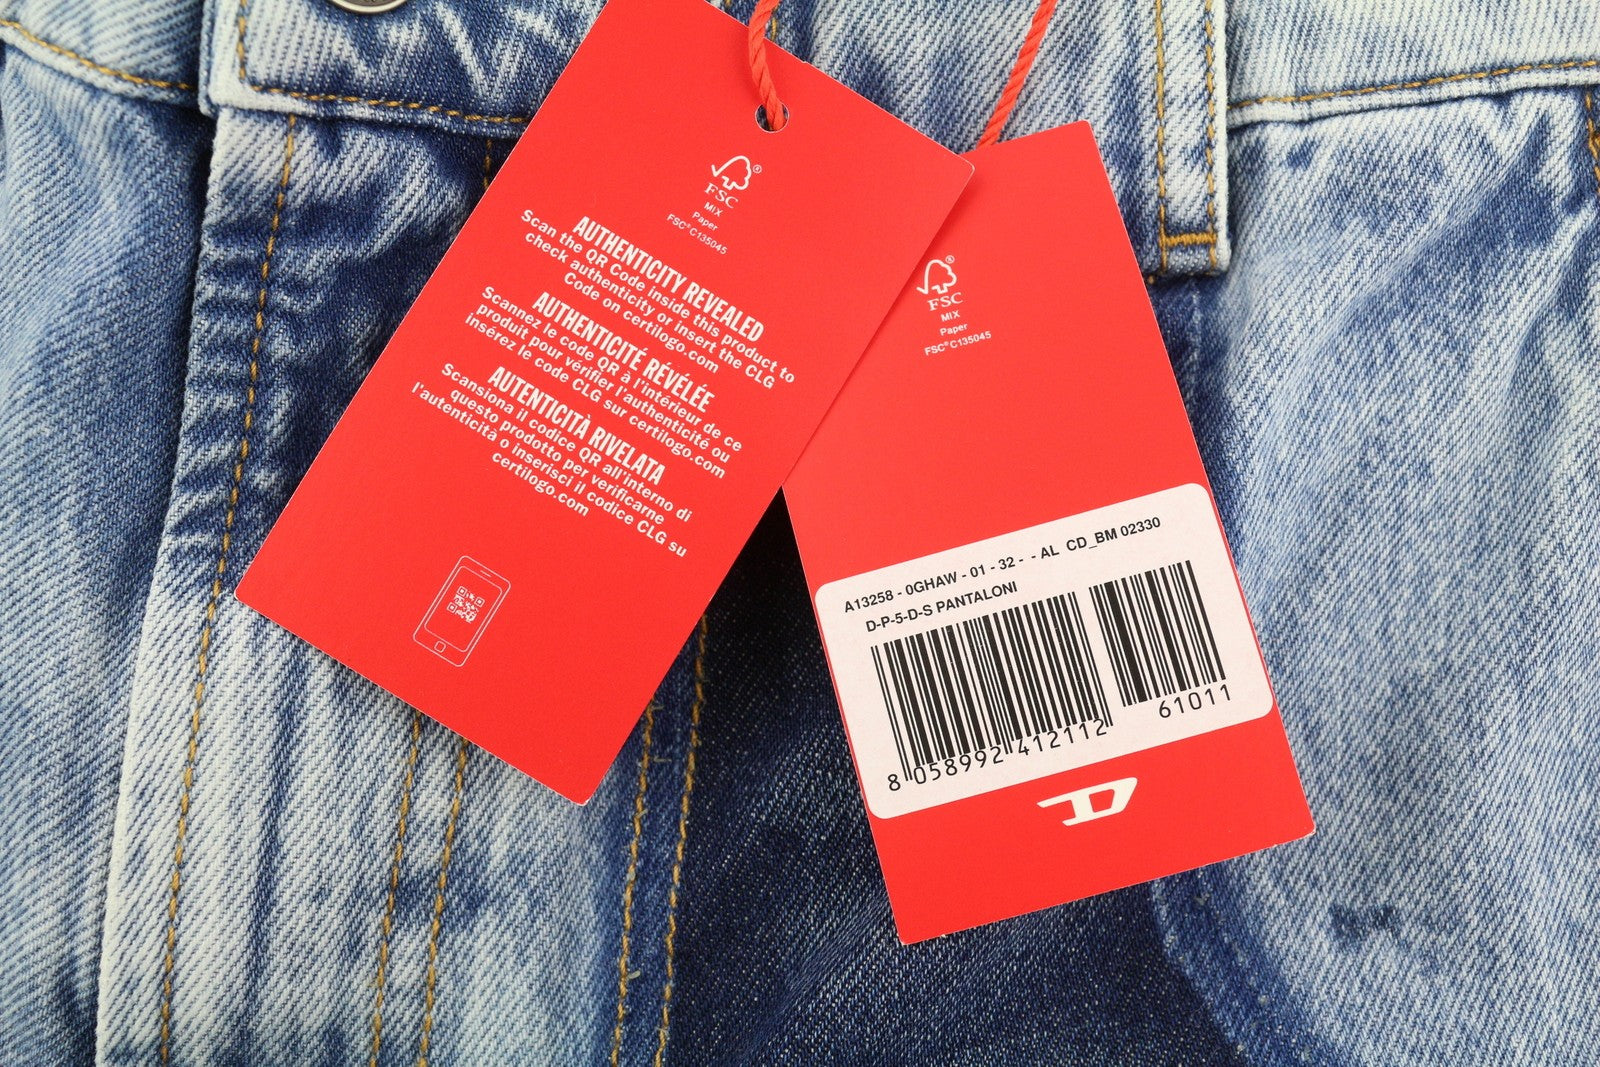 FSC
MIX
Paper
FSC® C135045
AUTHENTICITY REVEALED
Scan the QR Code inside this product to
check authenticity or insert the CLG
Code on certilogo.com
AUTHENTICITÉ RÉVÉLÉE
Scannez le code QR à l'intérieur de ce
produit pour vérifier l'authenticité ou
insérez le code CLG sur certilogo.com
AUTENTICITÀ RIVELATA
Scansiona il codice QR all'interno di
questo prodotto per verificarne
l'autenticità o inserisci il codice CLG su
certilogo.com
FSC
MIX
Paper
FSC® C135045
A13258 - 0GHAW - 01 - 32 - - AL CD_BM 02330
D-P-5-D-S PANTALONI
8 058992 412112 61011
D